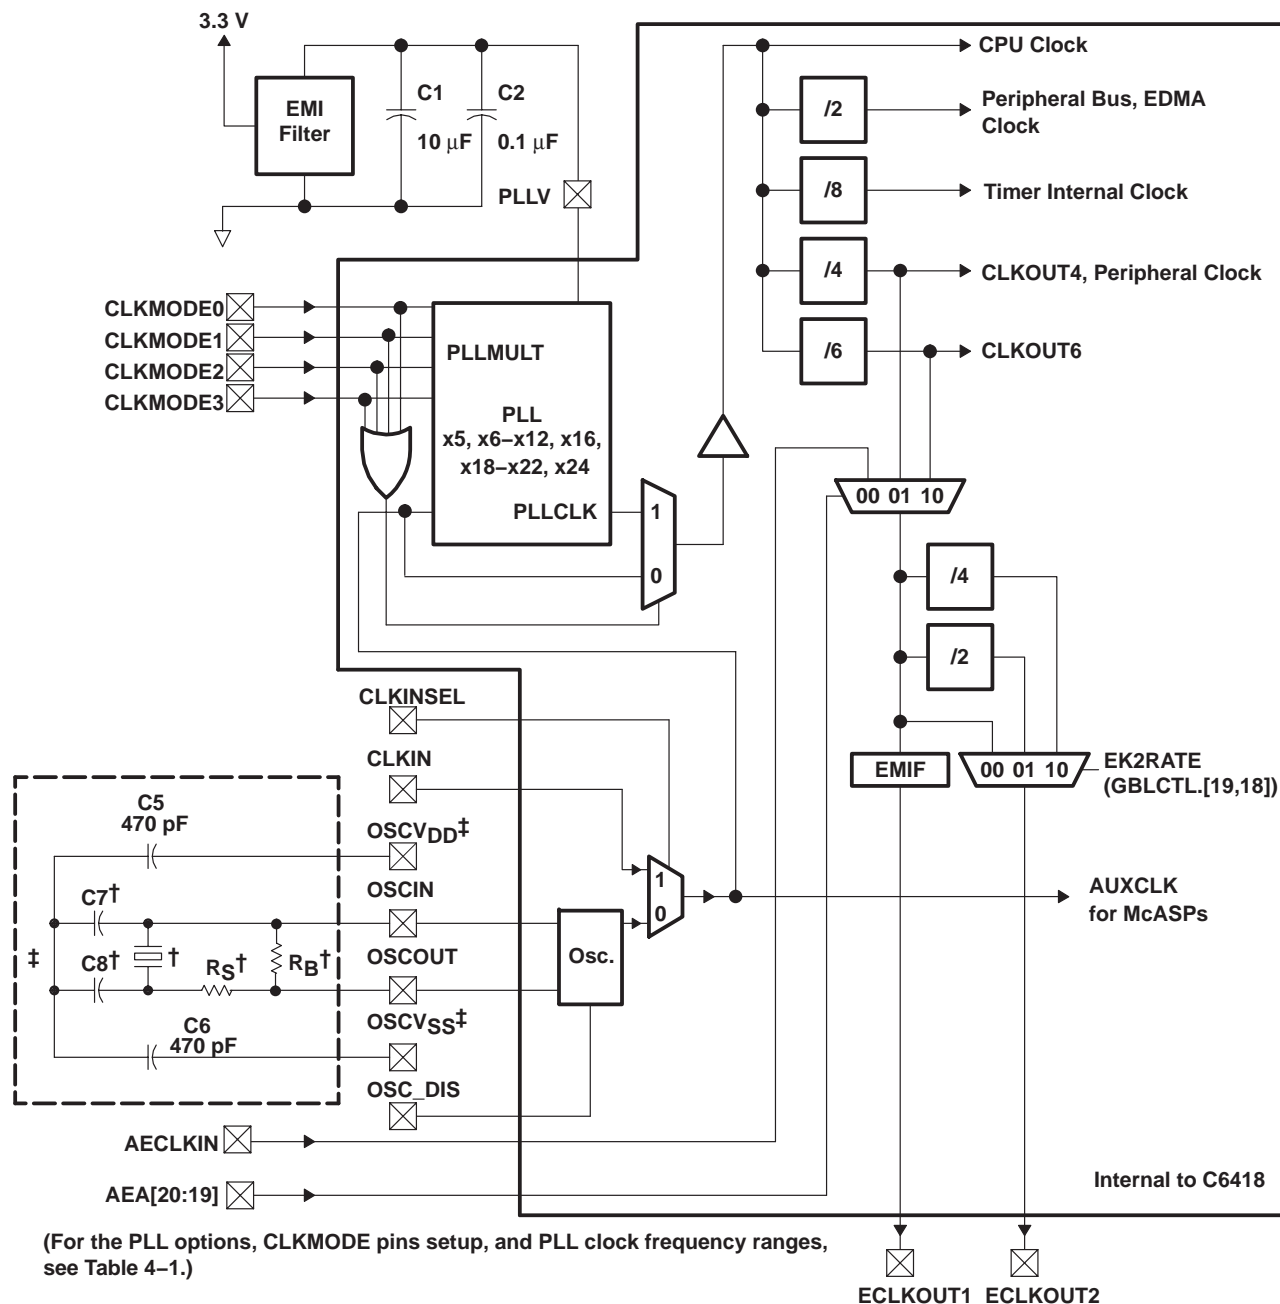 3.3 V
EMI
Filter
C1
10 μF
C2
0.1 μF
PLLV
CPU Clock
/2
Peripheral Bus, EDMA
Clock
/8
Timer Internal Clock
/4
CLKOUT4, Peripheral Clock
/6
CLKOUT6
CLKMODE0
CLKMODE1
CLKMODE2
CLKMODE3
PLLMULT
PLL
x5, x6–x12, x16,
x18–x22, x24
PLLCLK
1
0
00 01 10
/4
/2
EMIF
00 01 10
EK2RATE
(GBLCTL.[19,18])
CLKINSEL
CLKIN
OSCVDD‡
OSCIN
OSCOUT
OSCVSS‡
OSC_DIS
C5
470 pF
C7†
‡
C8†
†
RS†
RB†
C6
470 pF
Osc.
1
0
AUXCLK
for McASPs
AECLKIN
AEA[20:19]
Internal to C6418
(For the PLL options, CLKMODE pins setup, and PLL clock frequency ranges,
see Table 4–1.)
ECLKOUT1 ECLKOUT2